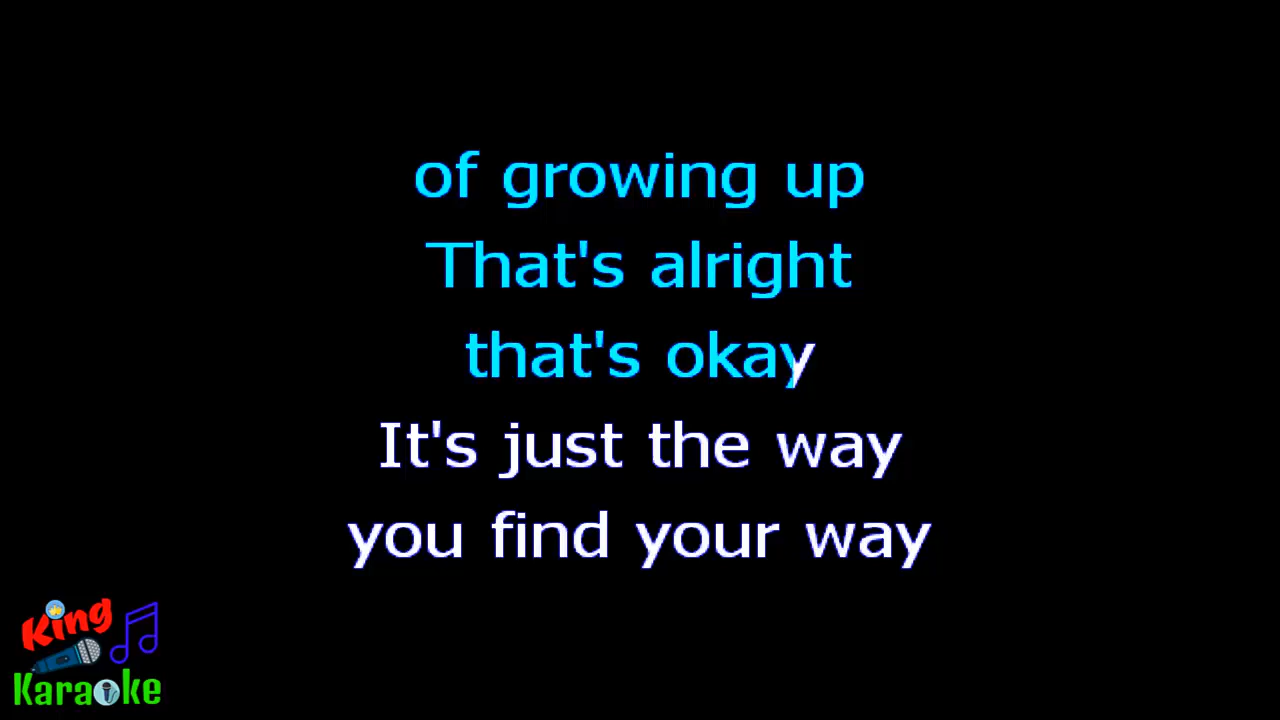 of growing up
That's alright
that's okay
It's just the way
you find your way
King
Karaoke